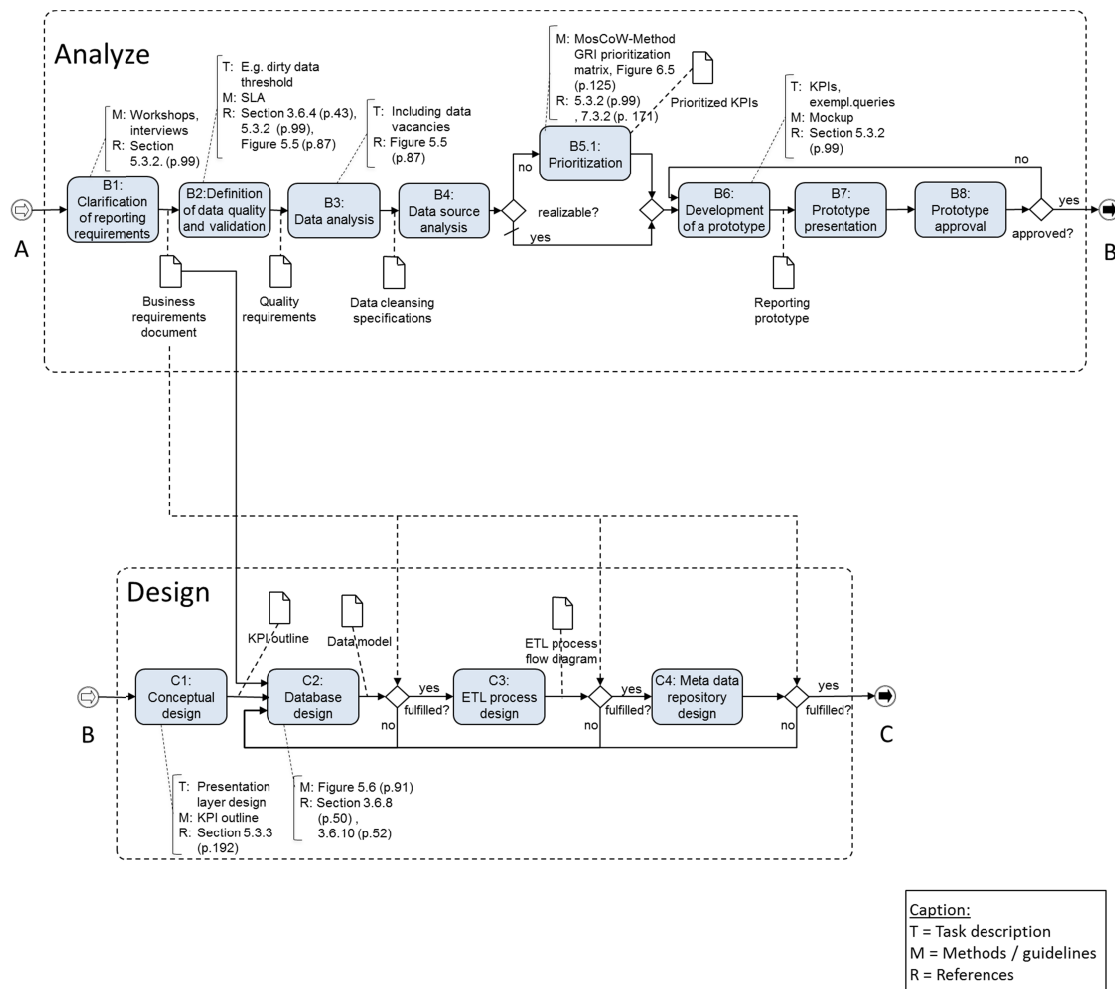 Analyze
M: MosCoW-Method
GRI prioritization
matrix, Figure 6.5
(p.125)
R: 5.3.2 (p.99)
, 7.3.2 (p. 171)
Prioritized KPIs
T: E.g. dirty data
threshold
M: SLA
R: Section 3.6.4 (p.43),
5.3.2 (p.99),
Figure 5.5 (p.87)
M: Workshops,
interviews
R: Section
5.3.2. (p.99)
T: Including data
vacancies
R: Figure 5.5
(p.87)
T: KPIs,
exempl.queries
M: Mockup
R: Section 5.3.2
(p.99)
A
B1:
Clarification
of reporting
requirements
B2:Definition
of data quality
and validation
B3:
Data analysis
B4:
Data source
analysis
no
B5.1:
Prioritization
realizable?
yes
B6:
Development
of a prototype
B7:
Prototype
presentation
B8:
Prototype
approval
no
yes
approved?
B
Business
requirements
document
Quality
requirements
Data cleansing
specifications
Reporting
prototype
Design
KPI outline
Data model
ETL process
flow diagram
B
C1:
Conceptual
design
C2:
Database
design
yes
fulfilled?
no
C3:
ETL process
design
yes
fulfilled?
no
C4: Meta data
repository
design
yes
fulfilled?
no
C
T: Presentation
layer design
M: KPI outline
R: Section 5.3.3
(p.192)
M: Figure 5.6 (p.91)
R: Section 3.6.8
(p.50) ,
3.6.10 (p.52)
Caption:
T = Task description
M = Methods / guidelines
R = References